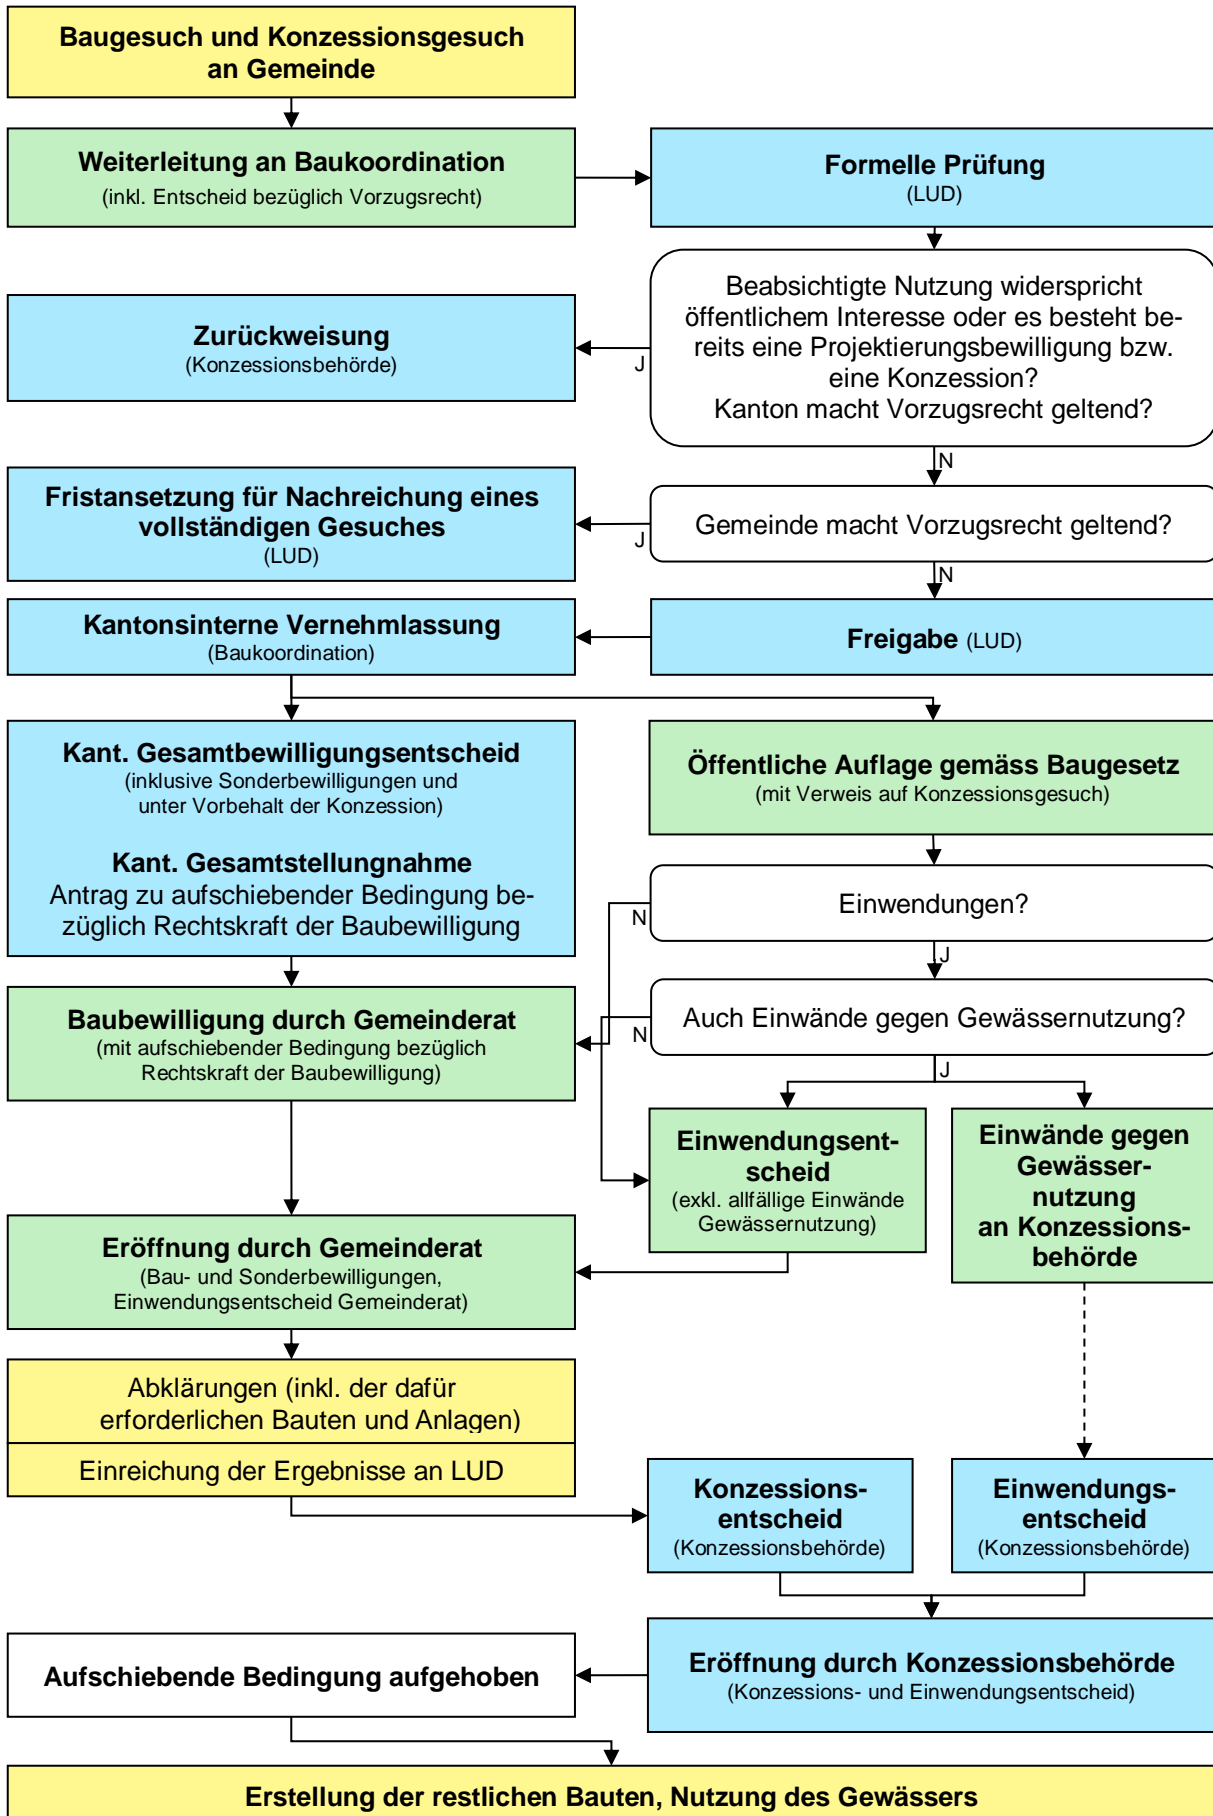 Baugesuch und Konzessionsgesuch
an Gemeinde
Weiterleitung an Baukoordination
(inkl. Entscheid bezüglich Vorzugsrecht)
Formelle Prüfung
(LUD)
Beabsichtigte Nutzung widerspricht
öffentlichem Interesse oder es besteht be-
reits eine Projektierungsbewilligung bzw.
eine Konzession?
Kanton macht Vorzugsrecht geltend?
J
N
Zurückweisung
(Konzessionsbehörde)
Fristansetzung für Nachreichung eines
vollständigen Gesuches
(LUD)
Gemeinde macht Vorzugsrecht geltend?
J
N
Kantonsinterne Vernehmlassung
(Baukoordination)
Freigabe (LUD)
Kant. Gesamtbewilligungsentscheid
(inklusive Sonderbewilligungen und
unter Vorbehalt der Konzession)
Kant. Gesamtstellungnahme
Antrag zu aufschiebender Bedingung be-
züglich Rechtskraft der Baubewilligung
Öffentliche Auflage gemäss Baugesetz
(mit Verweis auf Konzessionsgesuch)
Einwendungen?
N
J
Baubewilligung durch Gemeinderat
(mit aufschiebender Bedingung bezüglich
Rechtskraft der Baubewilligung)
Auch Einwände gegen Gewässernutzung?
N
J
Einwendungsent-
scheid
(exkl. allfällige Einwände
Gewässernutzung)
Einwände gegen
Gewässer-
nutzung
an Konzessions-
behörde
Eröffnung durch Gemeinderat
(Bau- und Sonderbewilligungen,
Einwendungsentscheid Gemeinderat)
Abklärungen (inkl. der dafür
erforderlichen Bauten und Anlagen)
Einreichung der Ergebnisse an LUD
Konzessions-
entscheid
(Konzessionsbehörde)
Einwendungs-
entscheid
(Konzessionsbehörde)
Aufschiebende Bedingung aufgehoben
Eröffnung durch Konzessionsbehörde
(Konzessions- und Einwendungsentscheid)
Erstellung der restlichen Bauten, Nutzung des Gewässers